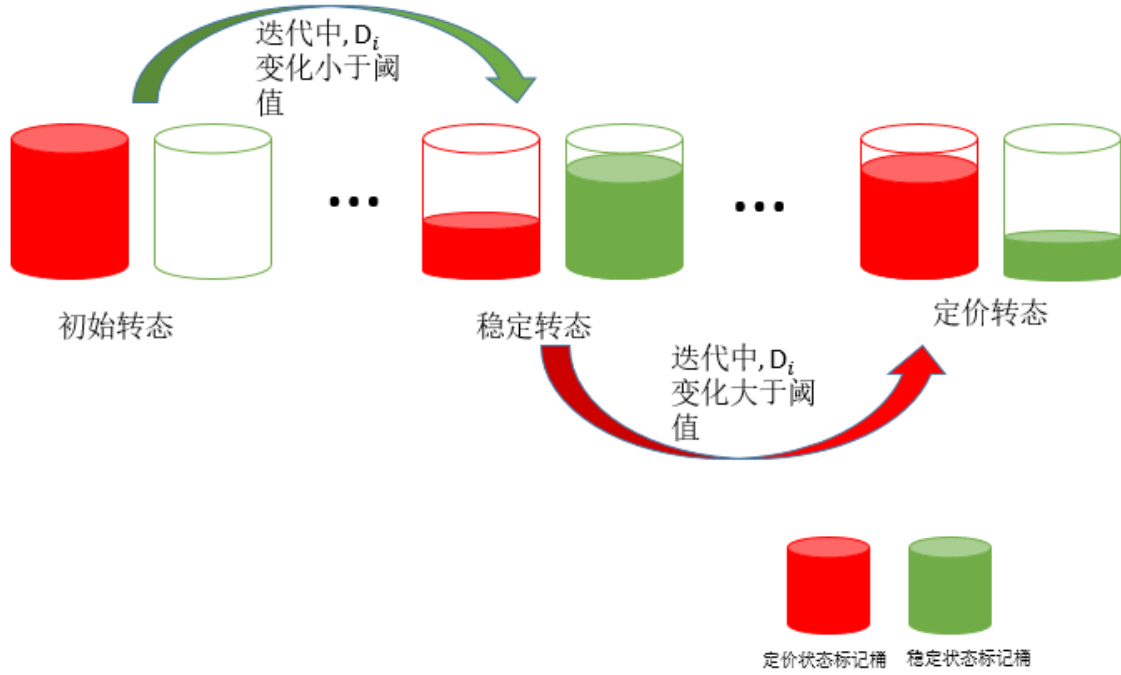 迭代中,Dᵢ
变化小于阈
值
...
...
初始转态
稳定转态
定价转态
迭代中,Dᵢ
变化大于阈
值
定价状态标记桶
稳定状态标记桶